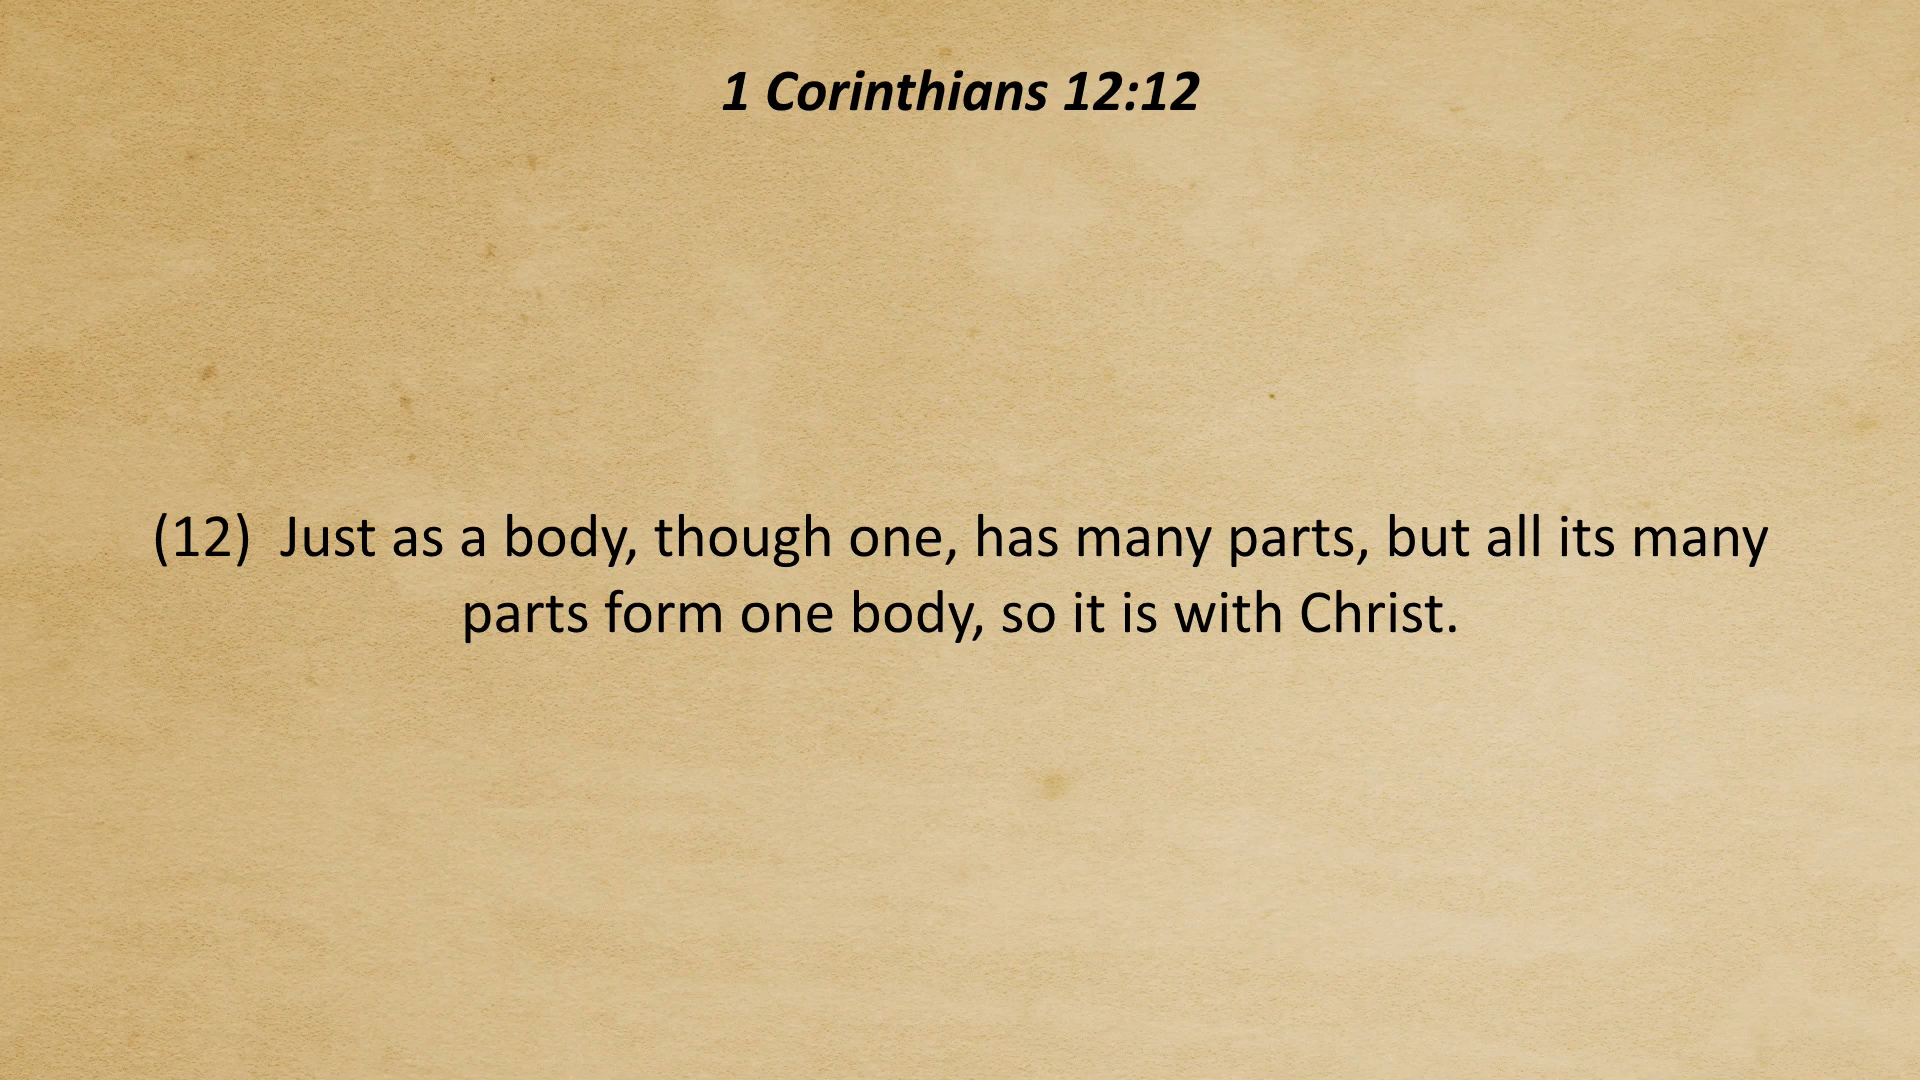 1 Corinthians 12:12
(12)  Just as a body, though one, has many parts, but all its many
parts form one body, so it is with Christ.